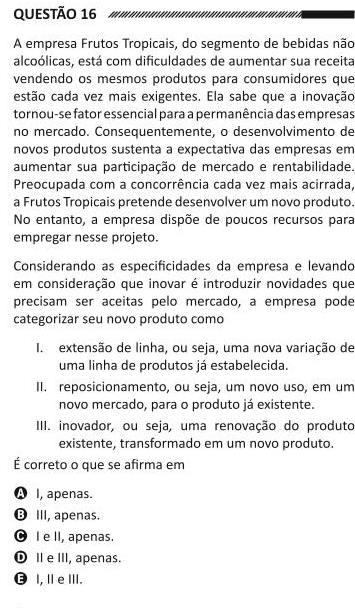 QUESTÃO 16
A empresa Frutos Tropicais, do segmento de bebidas não
alcoólicas, está com dificuldades de aumentar sua receita
vendendo os mesmos produtos para consumidores que
estão cada vez mais exigentes. Ela sabe que a inovação
tornou-se fator essencial para a permanência das empresas
no mercado. Consequentemente, o desenvolvimento de
novos produtos sustenta a expectativa das empresas em
aumentar sua participação de mercado e rentabilidade.
Preocupada com a concorrência cada vez mais acirrada,
a Frutos Tropicais pretende desenvolver um novo produto.
No entanto, a empresa dispõe de poucos recursos para
empregar nesse projeto.
Considerando as especificidades da empresa e levando
em consideração que inovar é introduzir novidades que
precisam ser aceitas pelo mercado, a empresa pode
categorizar seu novo produto como
I. extensão de linha, ou seja, uma nova variação de
uma linha de produtos já estabelecida.
II. reposicionamento, ou seja, um novo uso, em um
novo mercado, para o produto já existente.
III. inovador, ou seja, uma renovação do produto
existente, transformado em um novo produto.
É correto o que se afirma em
A I, apenas.
B III, apenas.
C I e II, apenas.
D II e III, apenas.
E I, II e III.